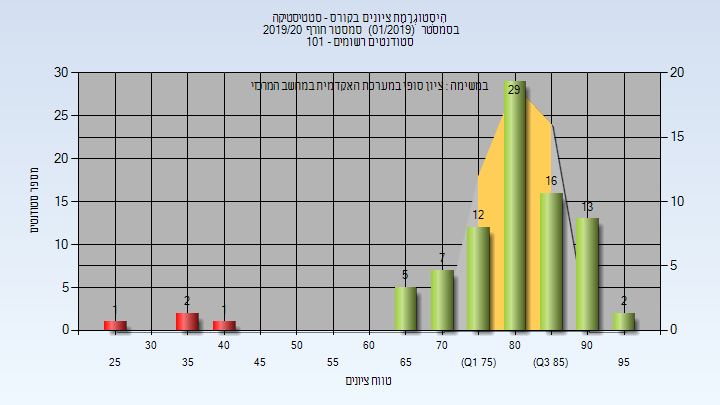 היסטוגרמת ציונים בקורס - סטטיסטיקה
בסמסטר (01/2019) סמסטר חורף 2019/20
סטודנטים רשומים - 101
במשימה : ציון סופי במערכת האקדמית במחשב המרכזי
מספר סטודנטים
30
25
20
15
10
5
0
20
15
10
5
0
1
2
1
5
7
12
29
16
13
2
30 40 50 60 70 80 90
25 35 45 55 65 (Q1 75) (Q3 85) 95
טווח ציונים